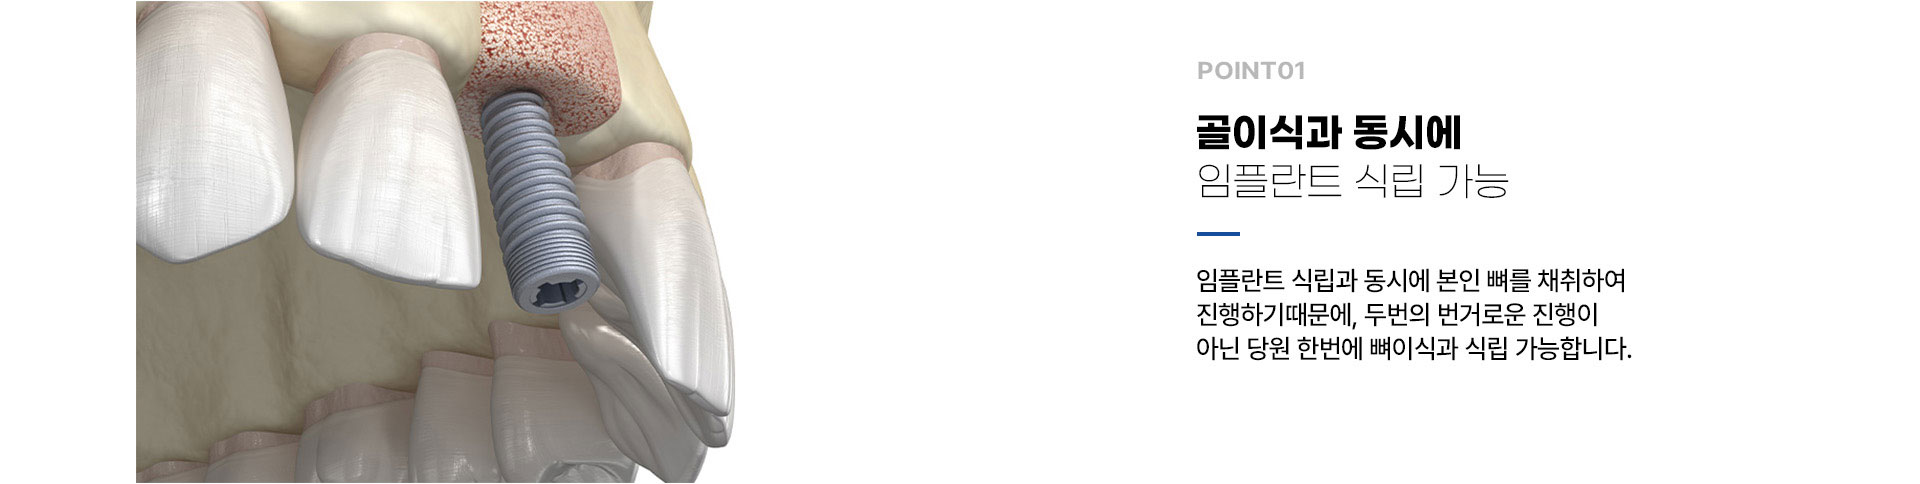 POINT01
골이식과 동시에
임플란트 식립 가능
임플란트 식립과 동시에 본인 뼈를 채취하여
진행하기때문에, 두번의 번거로운 진행이
아닌 당원 한번에 뼈이식과 식립 가능합니다.